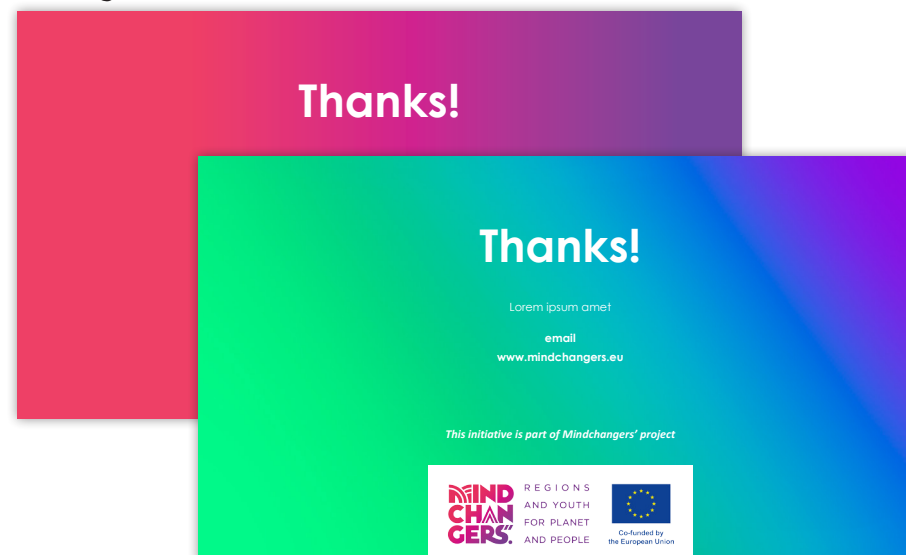 Thanks!
Thanks!
Lorem ipsum amet
email
www.mindchangers.eu
This initiative is part of Mindchangers' project
MIND
CHAN
GERS.
REGIONS
AND YOUTH
FOR PLANET
AND PEOPLE
Co-funded by
the European Union